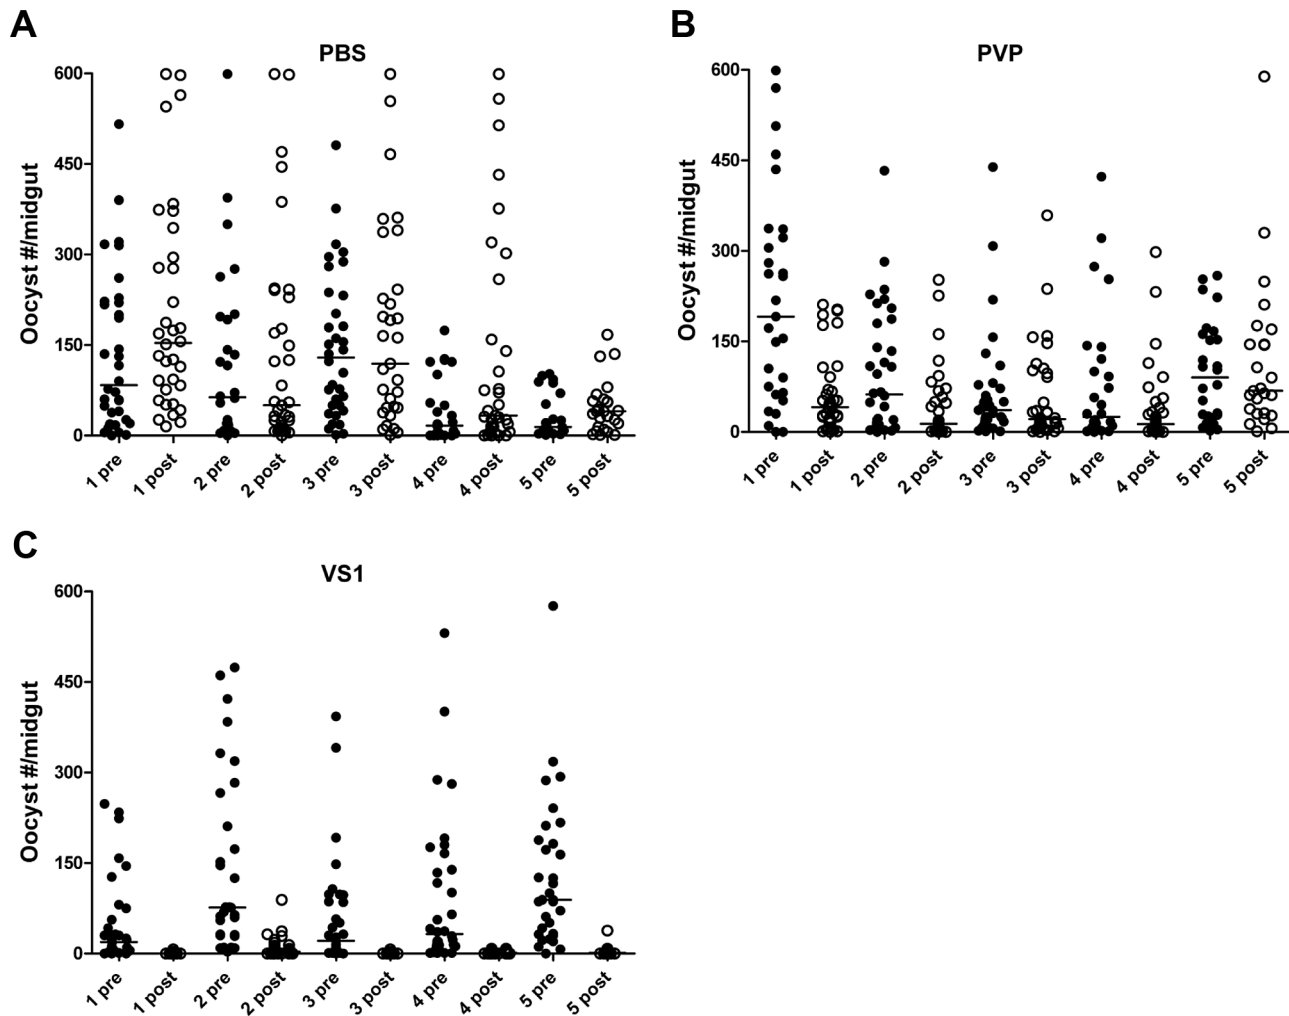 A
PBS
Oocyst #/midgut
600
450
300
150
0
1 pre
1 post
2 pre
2 post
3 pre
3 post
4 pre
4 post
5 pre
5 post
B
PVP
Oocyst #/midgut
600
450
300
150
0
1 pre
1 post
2 pre
2 post
3 pre
3 post
4 pre
4 post
5 pre
5 post
C
VS1
Oocyst #/midgut
600
450
300
150
0
1 pre
1 post
2 pre
2 post
3 pre
3 post
4 pre
4 post
5 pre
5 post